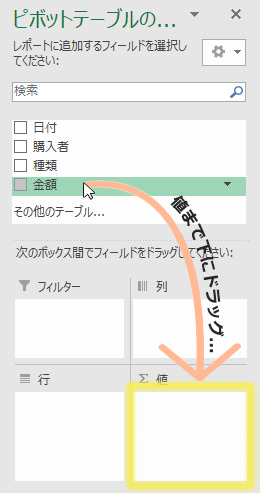 ピボットテーブルの...
レポートに追加するフィールドを選択し
てください:
検索
日付
購入者
種類
金額
その他のテーブル...
次のボックス間でフィールドをドラッグしてください:
フィルター
列
行
Σ 値
値まで下にドラッグ...